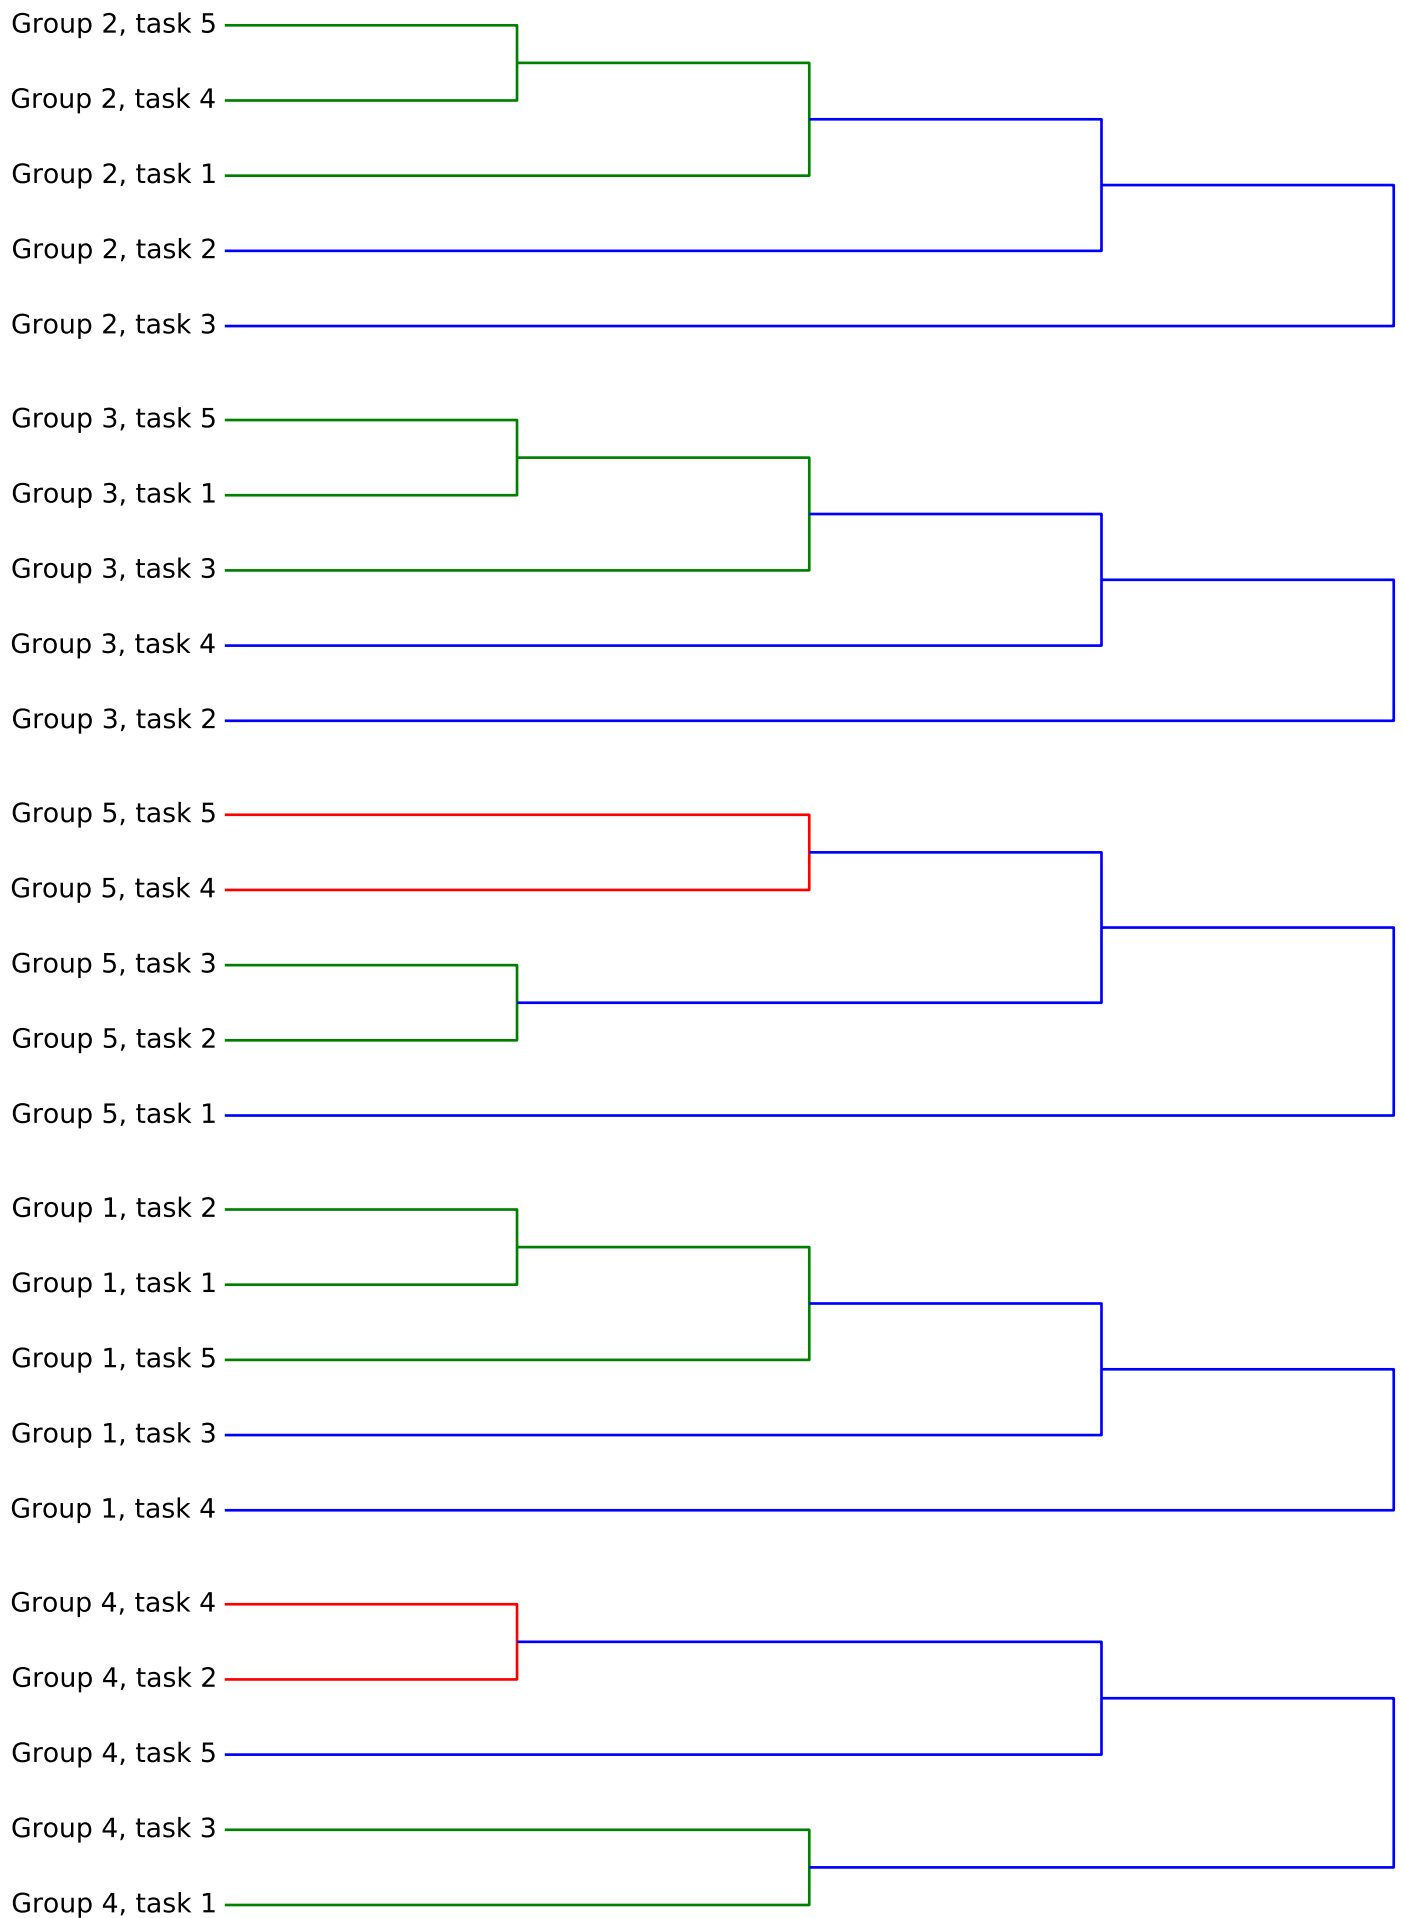 Group 2, task 5
Group 2, task 4
Group 2, task 1
Group 2, task 2
Group 2, task 3
Group 3, task 5
Group 3, task 1
Group 3, task 3
Group 3, task 4
Group 3, task 2
Group 5, task 5
Group 5, task 4
Group 5, task 3
Group 5, task 2
Group 5, task 1
Group 1, task 2
Group 1, task 1
Group 1, task 5
Group 1, task 3
Group 1, task 4
Group 4, task 4
Group 4, task 2
Group 4, task 5
Group 4, task 3
Group 4, task 1